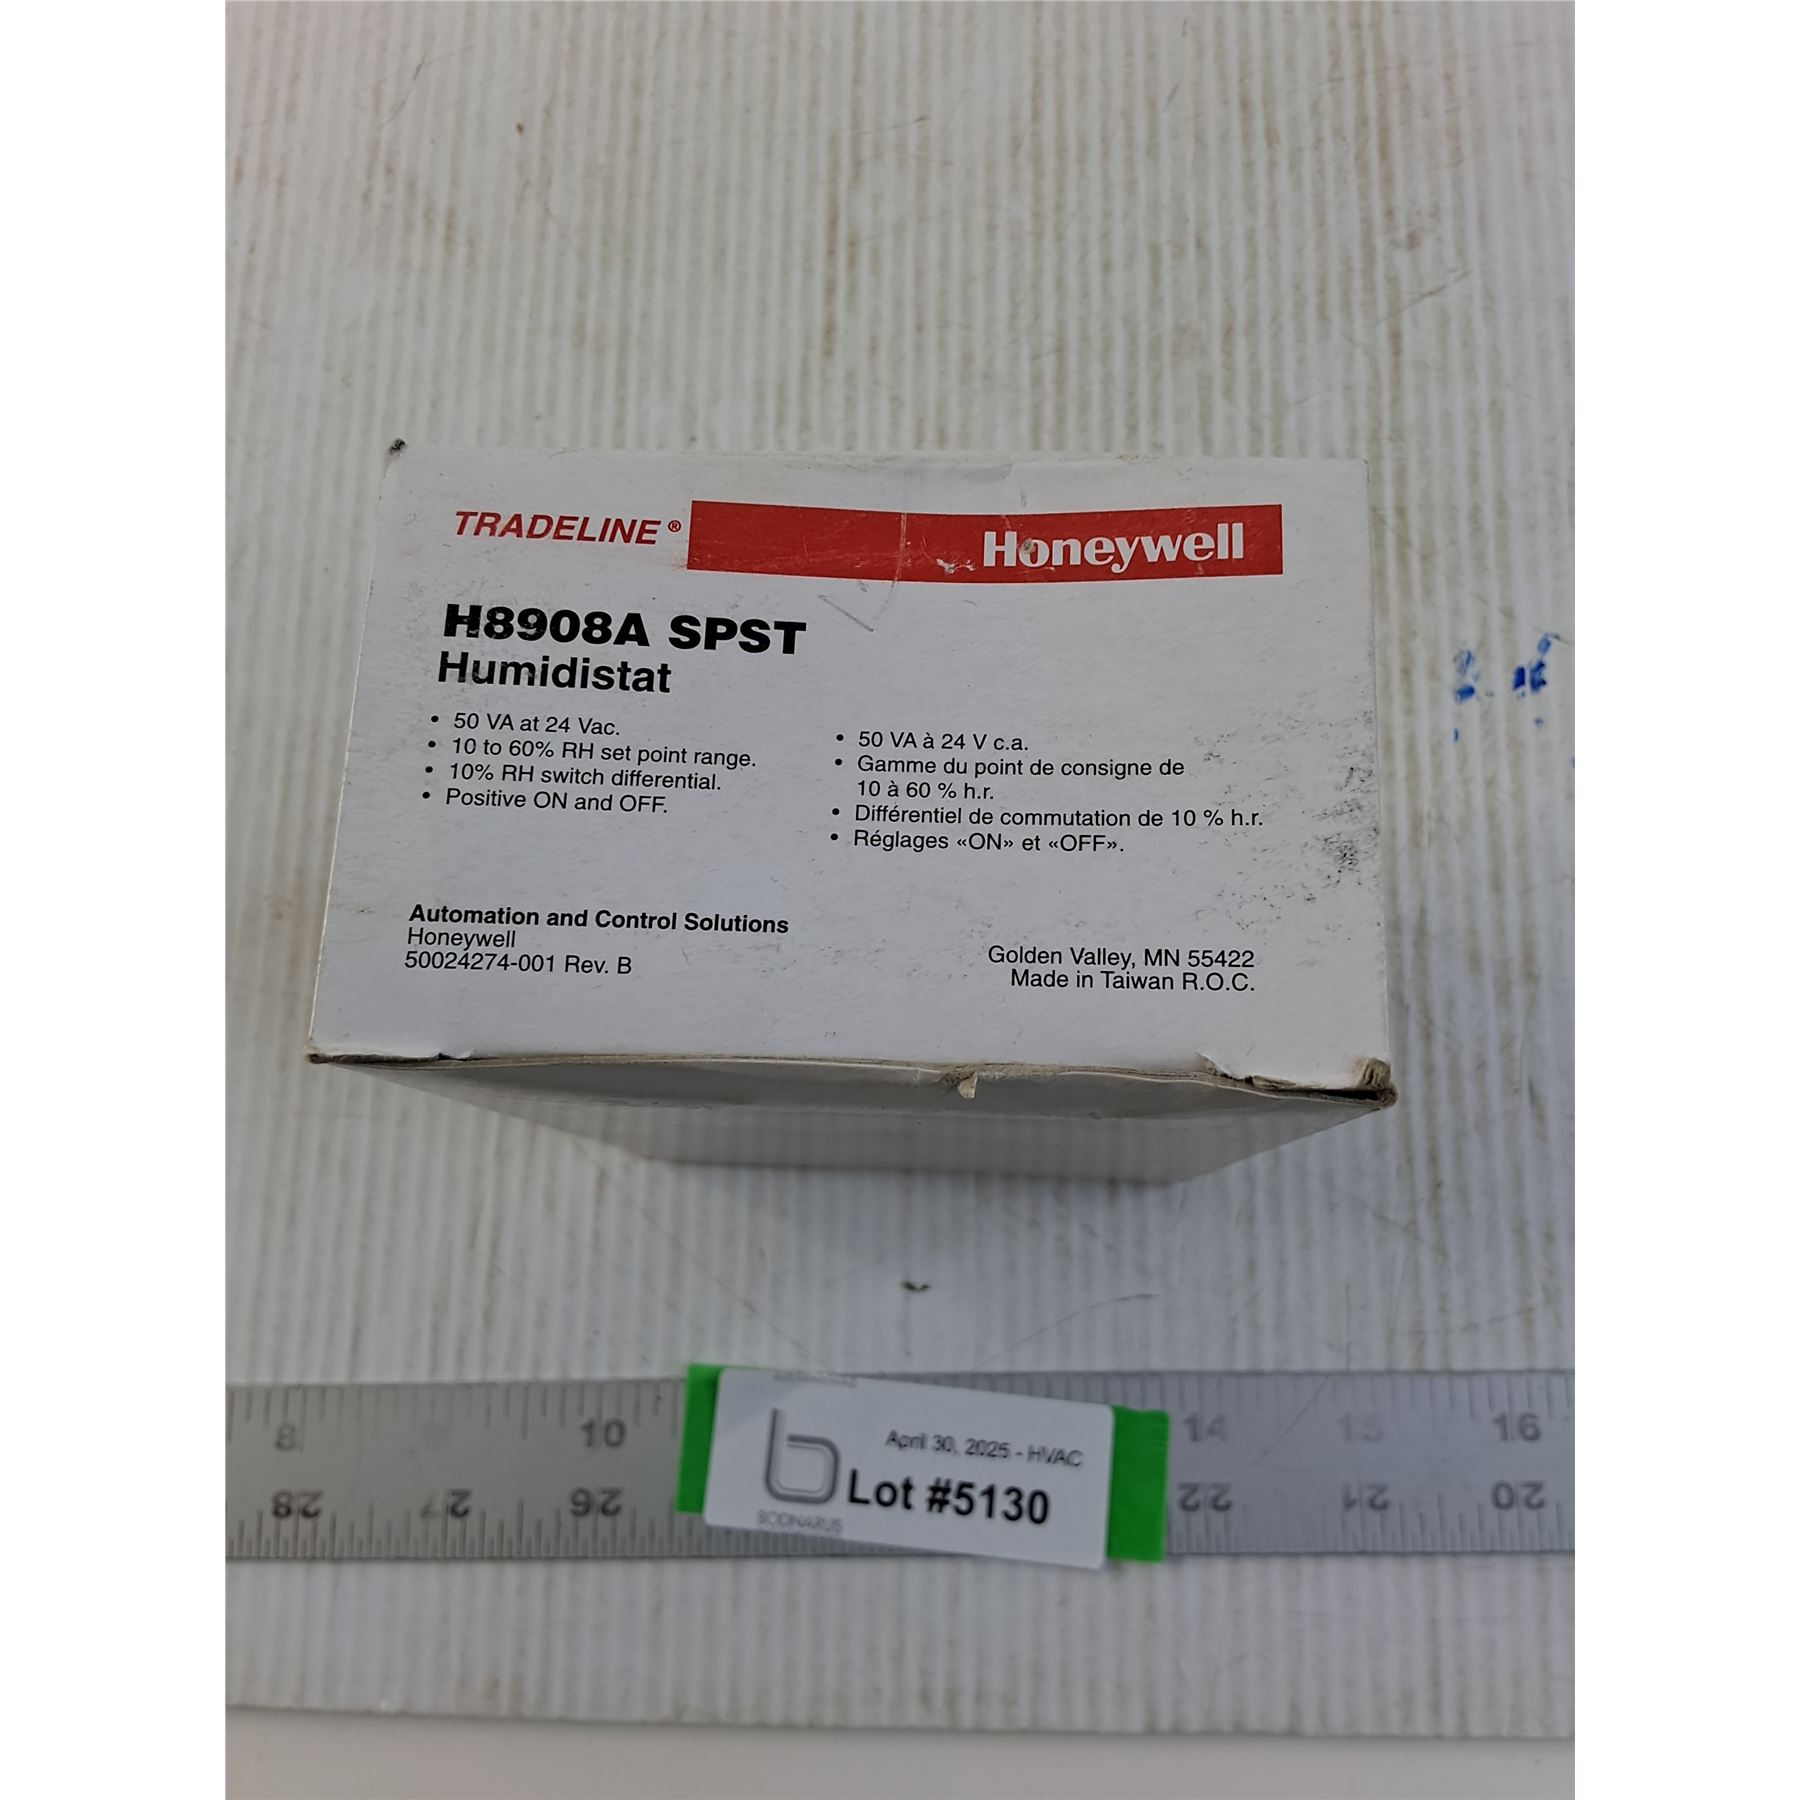 TRADELINE® Honeywell
H8908A SPST
Humidistat
• 50 VA at 24 Vac.
• 10 to 60% RH set point range.
• 10% RH switch differential.
• Positive ON and OFF.
• 50 VA à 24 V c.a.
• Gamme du point de consigne de
10 à 60 % h.r.
• Différentiel de commutation de 10 % h.r.
• Réglages «ON» et «OFF».
Automation and Control Solutions
Honeywell
50024274-001 Rev. B
Golden Valley, MN 55422
Made in Taiwan R.O.C.
8 9 10 14 15 16
28 27 26 22 21 20
April 30, 2025 - HVAC
Lot #5130
b
BODNARUS